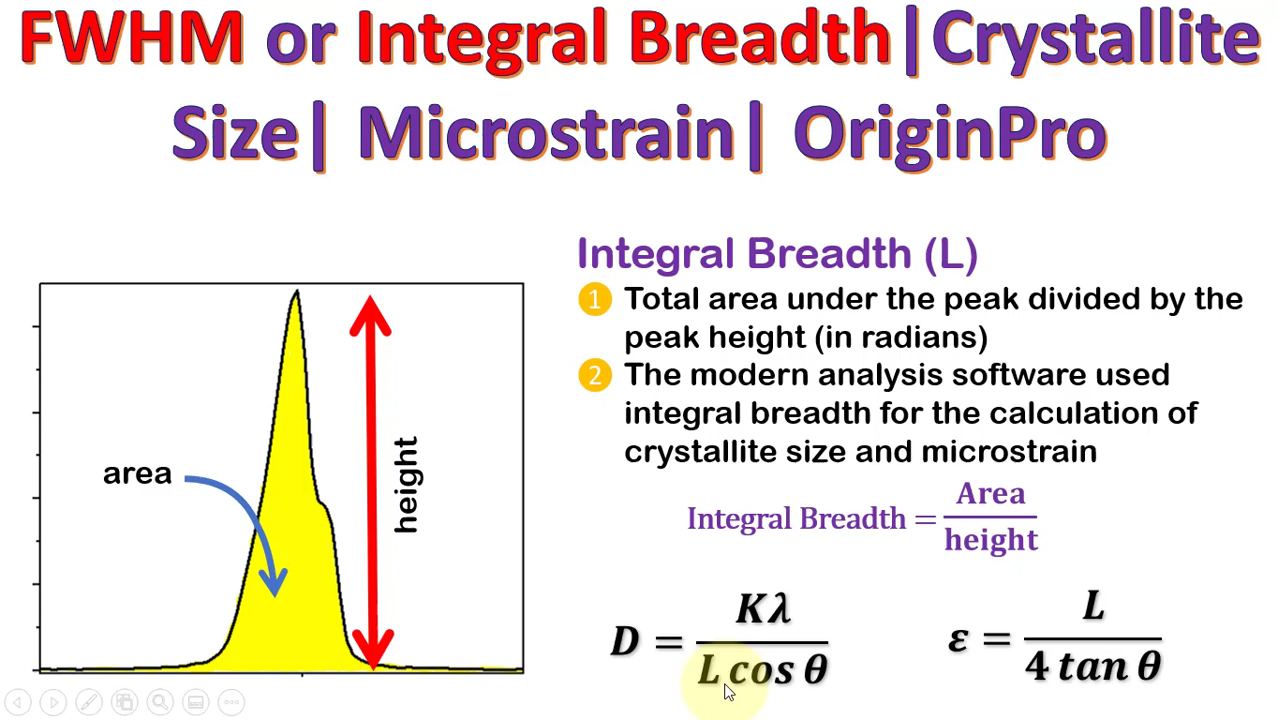 FWHM or Integral Breadth|Crystallite
Size| Microstrain| OriginPro
area
height
Integral Breadth (L)
1 Total area under the peak divided by the
peak height (in radians)
2 The modern analysis software used
integral breadth for the calculation of
crystallite size and microstrain
Integral Breadth = Area / height
D = Kλ / L cos θ
ε = L / 4 tan θ